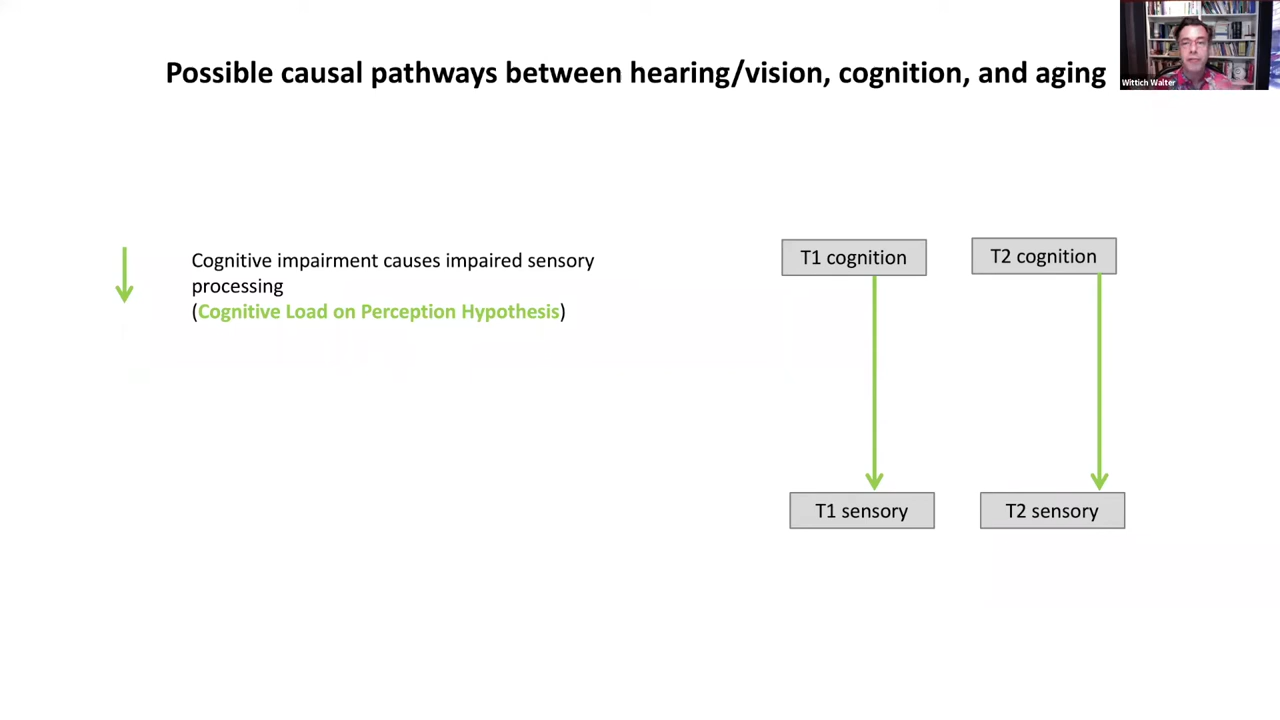 Possible causal pathways between hearing/vision, cognition, and aging
Wittich Walter
Cognitive impairment causes impaired sensory
processing
(Cognitive Load on Perception Hypothesis)
T1 cognition
T2 cognition
T1 sensory
T2 sensory